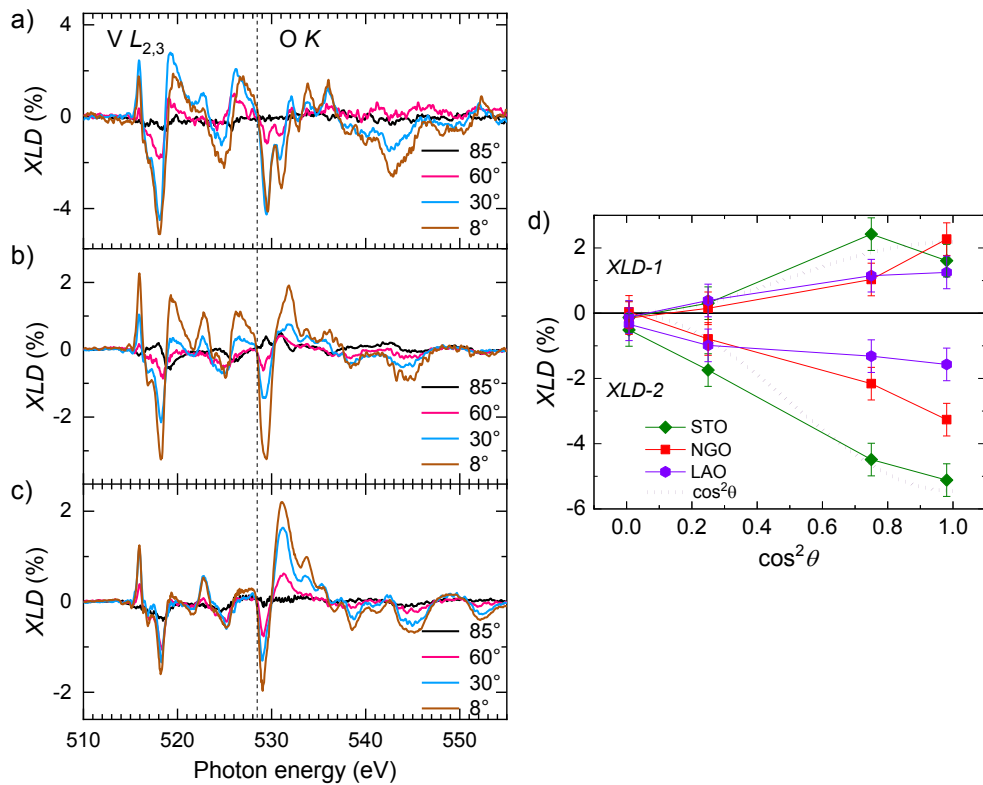 a)
V L2,3
O K
XLD (%)
4
0
-4
85°
60°
30°
8°
b)
XLD (%)
2
0
-2
85°
60°
30°
8°
c)
XLD (%)
2
0
-2
85°
60°
30°
8°
510
520
530
540
550
Photon energy (eV)
d)
XLD (%)
2
0
-2
-4
-6
XLD-1
XLD-2
STO
NGO
LAO
cos²θ
0.0
0.2
0.4
0.6
0.8
1.0
cos²θ